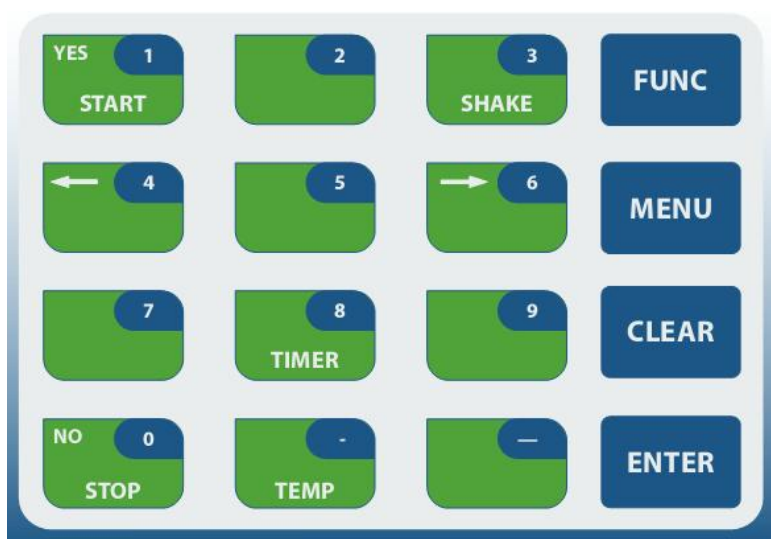 YES 1 2 3 FUNC
START SHAKE
← 4 5 → 6 MENU
7 8 9 CLEAR
TIMER
NO 0 - — ENTER
STOP TEMP